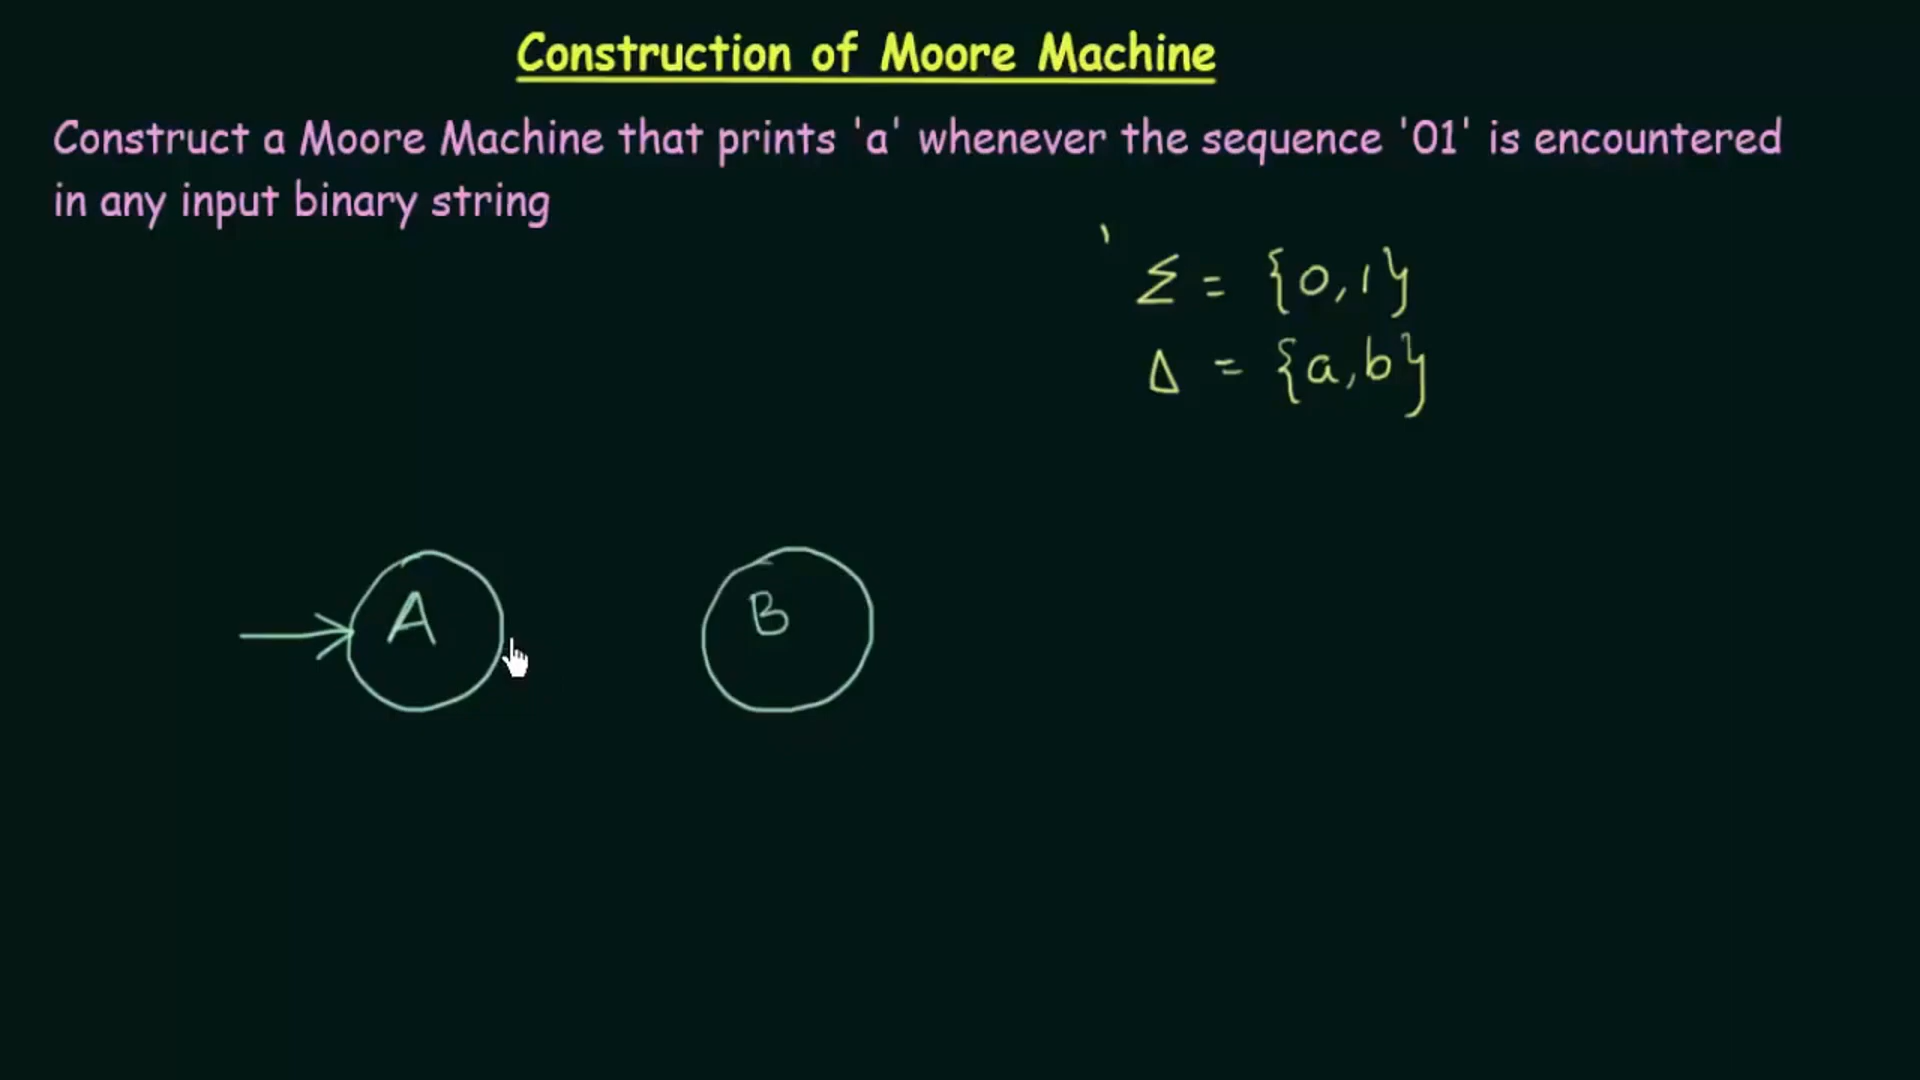 Construction of Moore Machine
Construct a Moore Machine that prints 'a' whenever the sequence '01' is encountered
in any input binary string
Σ = {0,1}
Δ = {a,b}
A
B